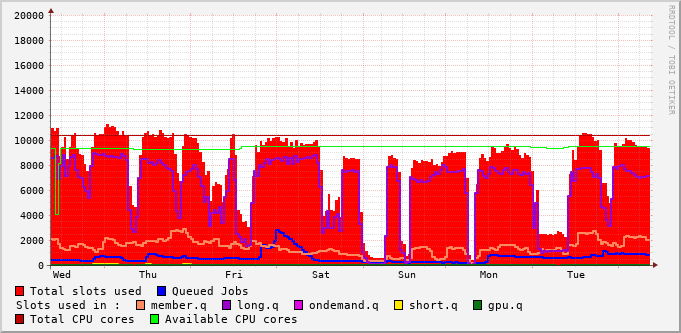 20000
18000
16000
14000
12000
10000
8000
6000
4000
2000
0
Wed Thu Fri Sat Sun Mon Tue
RRDTOOL / TOBI OETIKER
Total slots used Queued Jobs
Slots used in : member.q long.q ondemand.q short.q gpu.q
Total CPU cores Available CPU cores